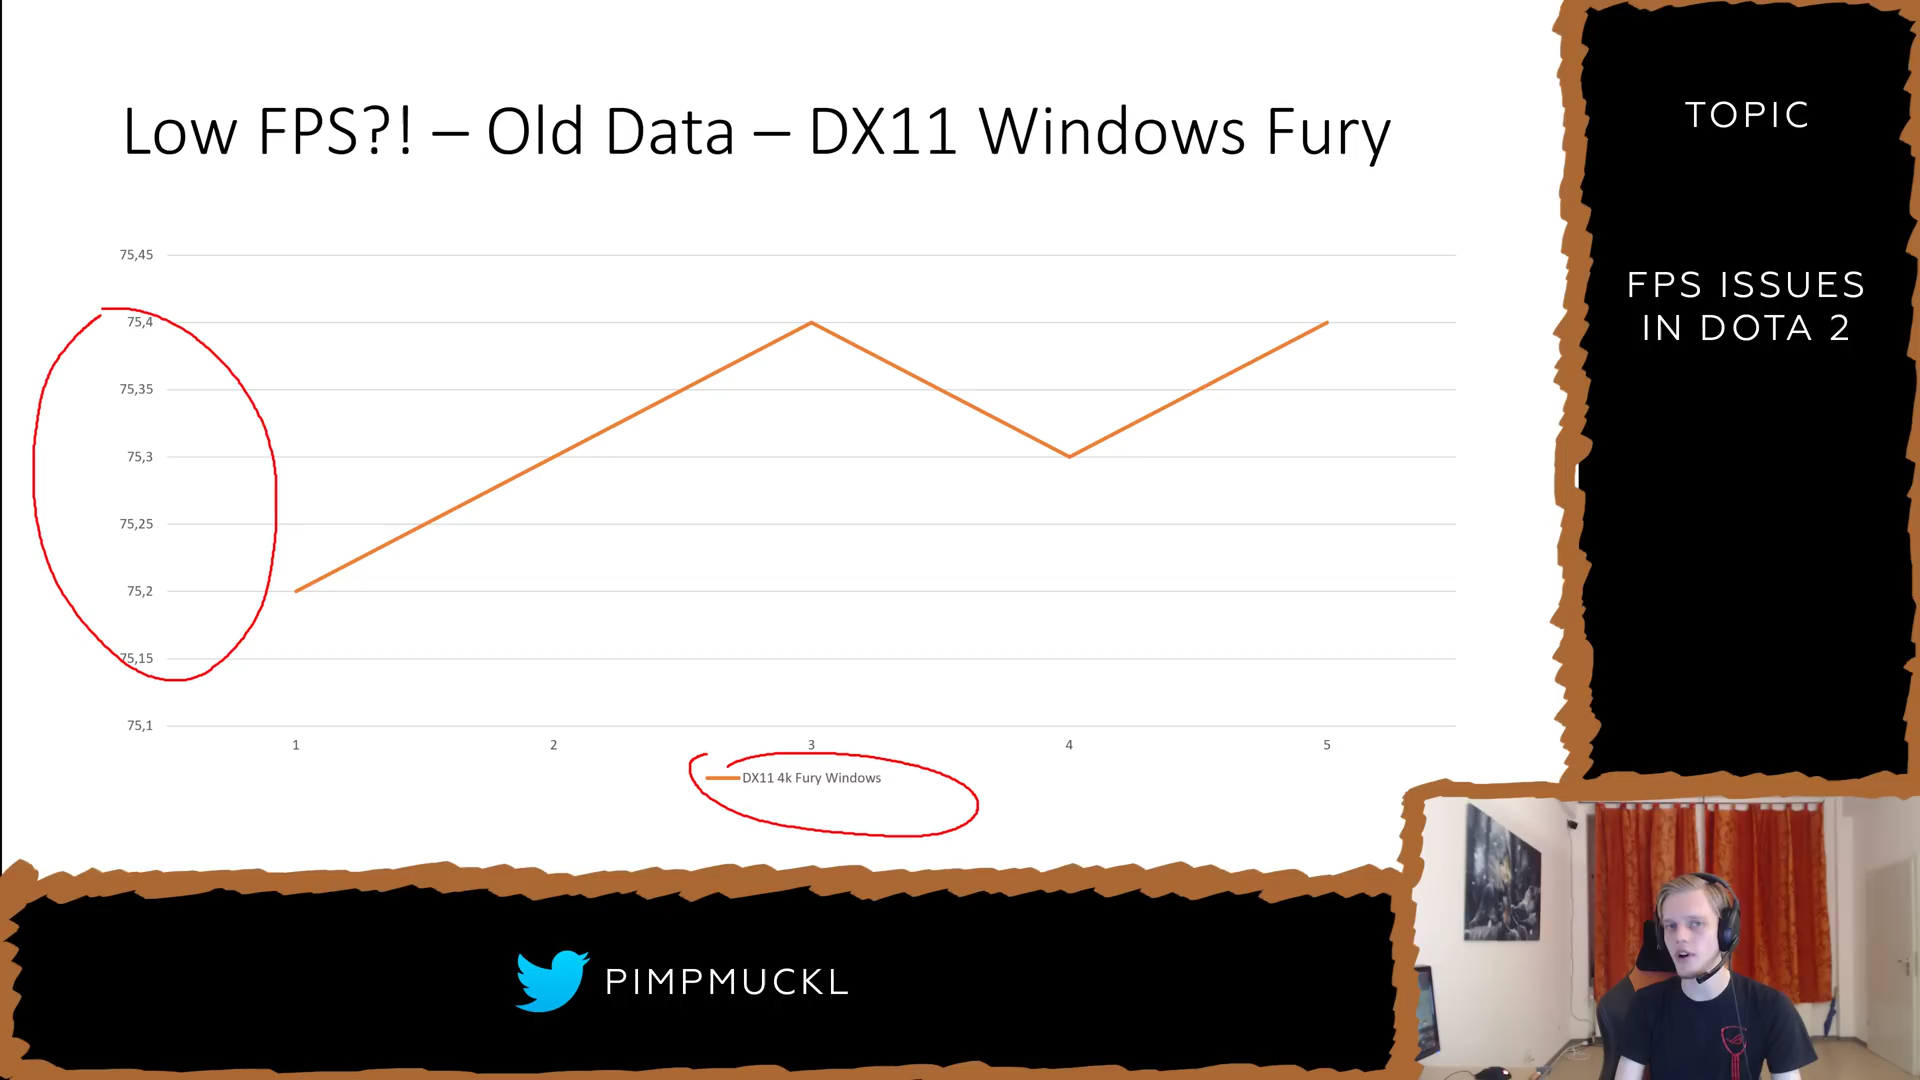 Low FPS?! – Old Data – DX11 Windows Fury
75,45
75,4
75,35
75,3
75,25
75,2
75,15
75,1
1 2 3 4 5
DX11 4k Fury Windows
TOPIC
FPS ISSUES
IN DOTA 2
PIMPMUCKL